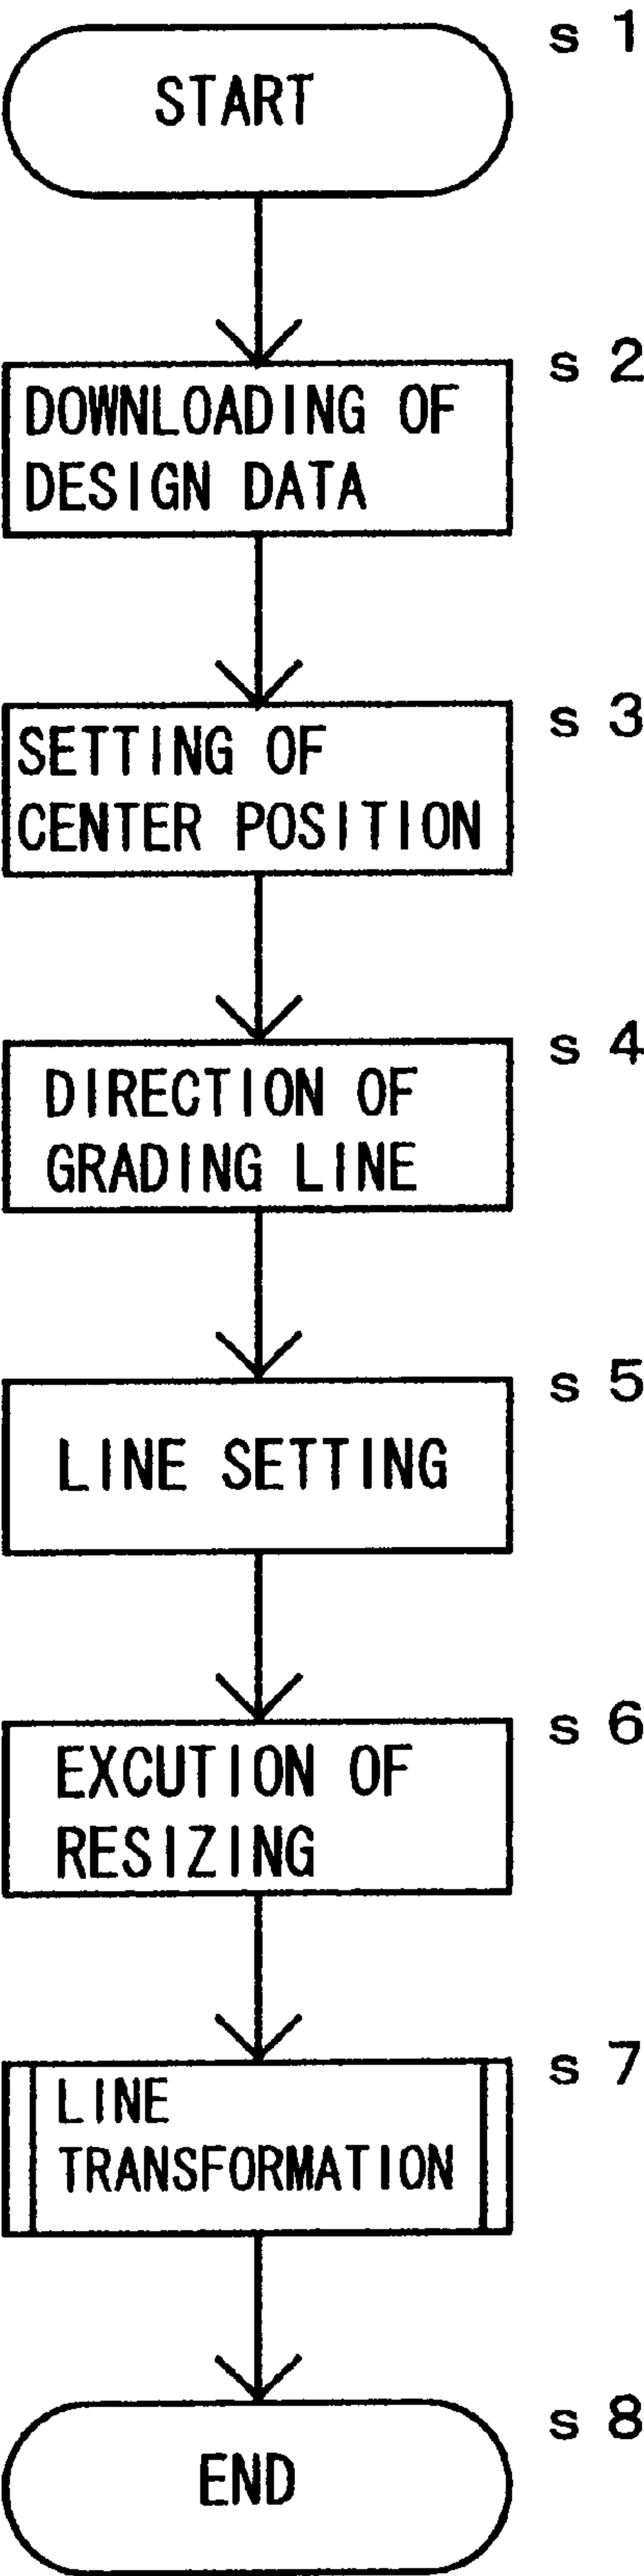 s 1
START
s 2
DOWNLOADING OF
DESIGN DATA
s 3
SETTING OF
CENTER POSITION
s 4
DIRECTION OF
GRADING LINE
s 5
LINE SETTING
s 6
EXCUTION OF
RESIZING
s 7
LINE
TRANSFORMATION
s 8
END